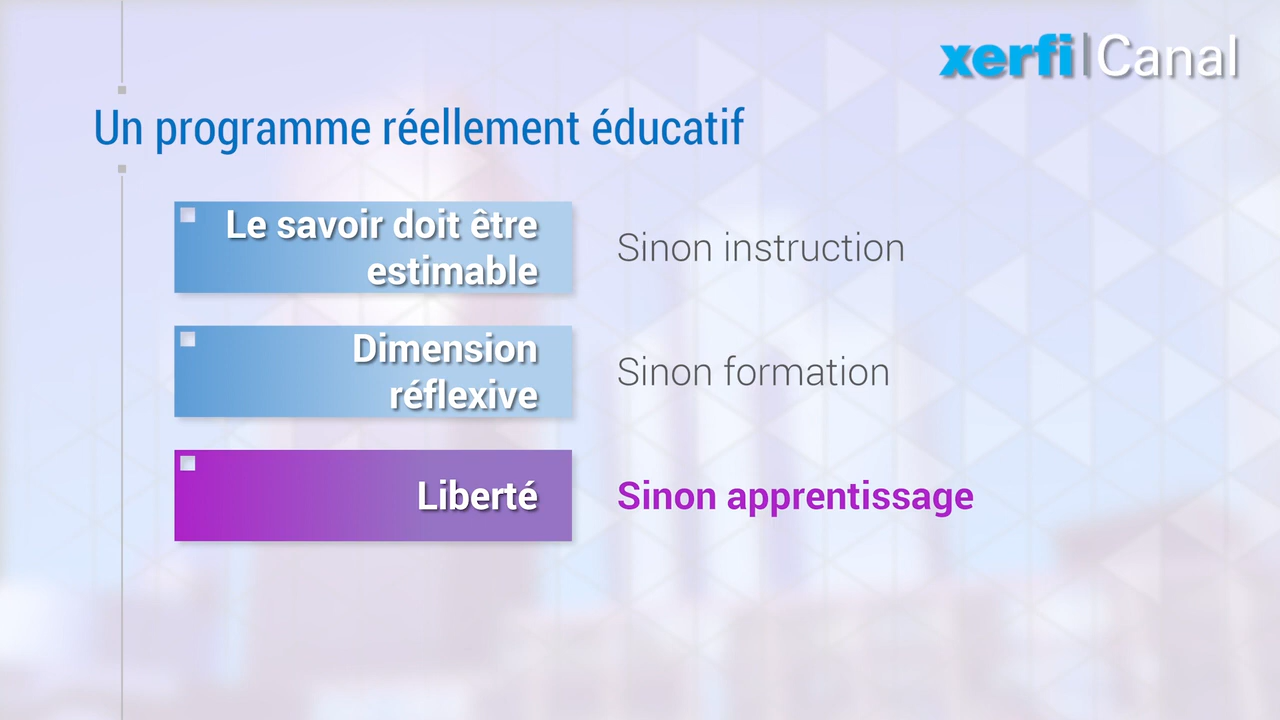 xerfi|Canal
Un programme réellement éducatif
Le savoir doit être
estimable
Sinon instruction
Dimension
réflexive
Sinon formation
Liberté
Sinon apprentissage